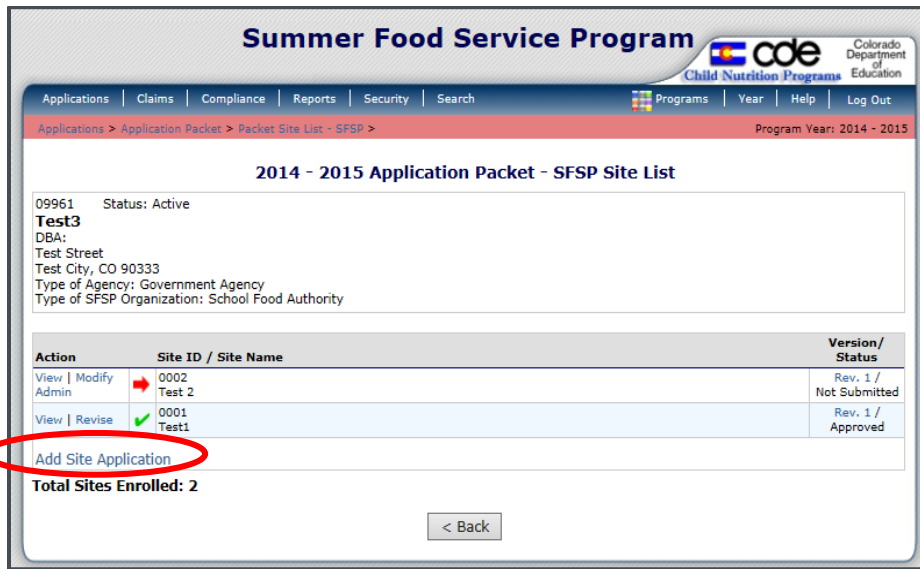 Summer Food Service Program
cde
Child Nutrition Programs
Colorado
Department
of
Education
Applications | Claims | Compliance | Reports | Security | Search Programs | Year | Help | Log Out
Applications > Application Packet > Packet Site List - SFSP > Program Year: 2014 - 2015
2014 - 2015 Application Packet - SFSP Site List
09961 Status: Active
Test3
DBA:
Test Street
Test City, CO 90333
Type of Agency: Government Agency
Type of SFSP Organization: School Food Authority
Action Site ID / Site Name Version/
Status
View | Modify 0002 Rev. 1 /
Admin Test 2 Not Submitted
View | Revise 0001 Rev. 1 /
Test1 Approved
Add Site Application
Total Sites Enrolled: 2
< Back